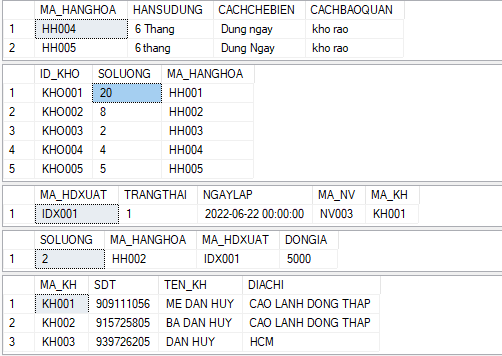 MA_HANGHOA HANSUDUNG CACHCHEBIEN CACHBAOQUAN
1 HH004 6 Thang Dung ngay kho rao
2 HH005 6 thang Dung Ngay kho rao
ID_KHO SOLUONG MA_HANGHOA
1 KHO001 20 HH001
2 KHO002 8 HH002
3 KHO003 2 HH003
4 KHO004 4 HH004
5 KHO005 5 HH005
MA_HDXUAT TRANGTHAI NGAYLAP MA_NV MA_KH
1 IDX001 1 2022-06-22 00:00:00 NV003 KH001
SOLUONG MA_HANGHOA MA_HDXUAT DONGIA
1 2 HH002 IDX001 5000
MA_KH SDT TEN_KH DIACHI
1 KH001 909111056 ME DAN HUY CAO LANH DONG THAP
2 KH002 915725805 BA DAN HUY CAO LANH DONG THAP
3 KH003 939726205 DAN HUY HCM